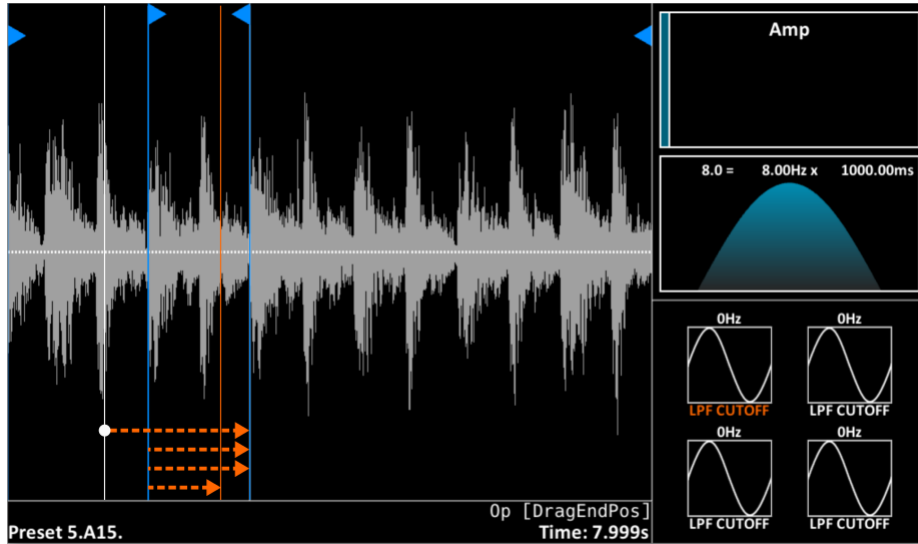 Amp
8.0 = 8.00Hz x 1000.00ms
0Hz 0Hz
LPF CUTOFF LPF CUTOFF
0Hz 0Hz
LPF CUTOFF LPF CUTOFF
Op [DragEndPos]
Preset 5.A15. Time: 7.999s